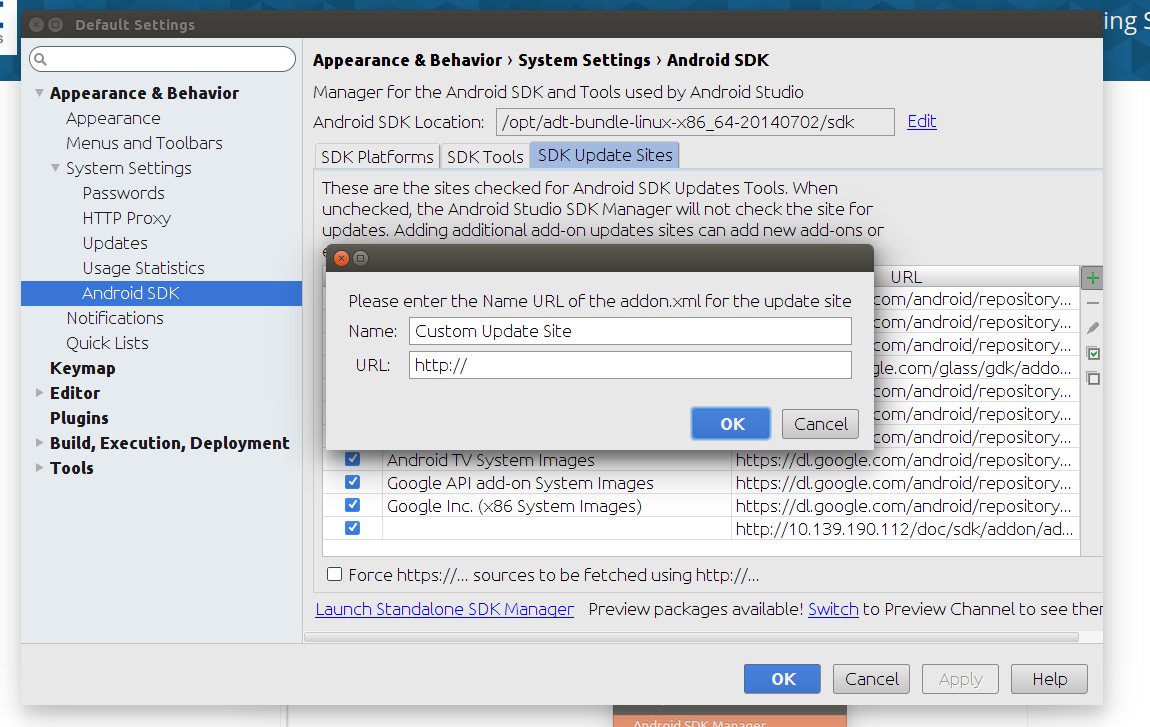 ing S
s
Default Settings
Appearance & Behavior
Appearance
Menus and Toolbars
System Settings
Passwords
HTTP Proxy
Updates
Usage Statistics
Android SDK
Notifications
Quick Lists
Keymap
Editor
Plugins
Build, Execution, Deployment
Tools
Appearance & Behavior › System Settings › Android SDK
Manager for the Android SDK and Tools used by Android Studio
Android SDK Location: /opt/adt-bundle-linux-x86_64-20140702/sdk Edit
SDK Platforms SDK Tools SDK Update Sites
These are the sites checked for Android SDK Updates Tools. When
unchecked, the Android Studio SDK Manager will not check the site for
updates. Adding additional add-on updates sites can add new add-ons or
URL
com/android/repository...
com/android/repository...
com/android/repository...
gle.com/glass/gdk/addo...
com/android/repository...
com/android/repository...
com/android/repository...
Please enter the Name URL of the addon.xml for the update site
Name: Custom Update Site
URL: http://
OK Cancel
Android TV System Images https://dl.google.com/android/repository...
Google API add-on System Images https://dl.google.com/android/repository...
Google Inc. (x86 System Images) https://dl.google.com/android/repository...
http://10.139.190.112/doc/sdk/addon/ad...
Force https://... sources to be fetched using http://...
Launch Standalone SDK Manager Preview packages available! Switch to Preview Channel to see ther
OK Cancel Apply Help
Android SDK Manager